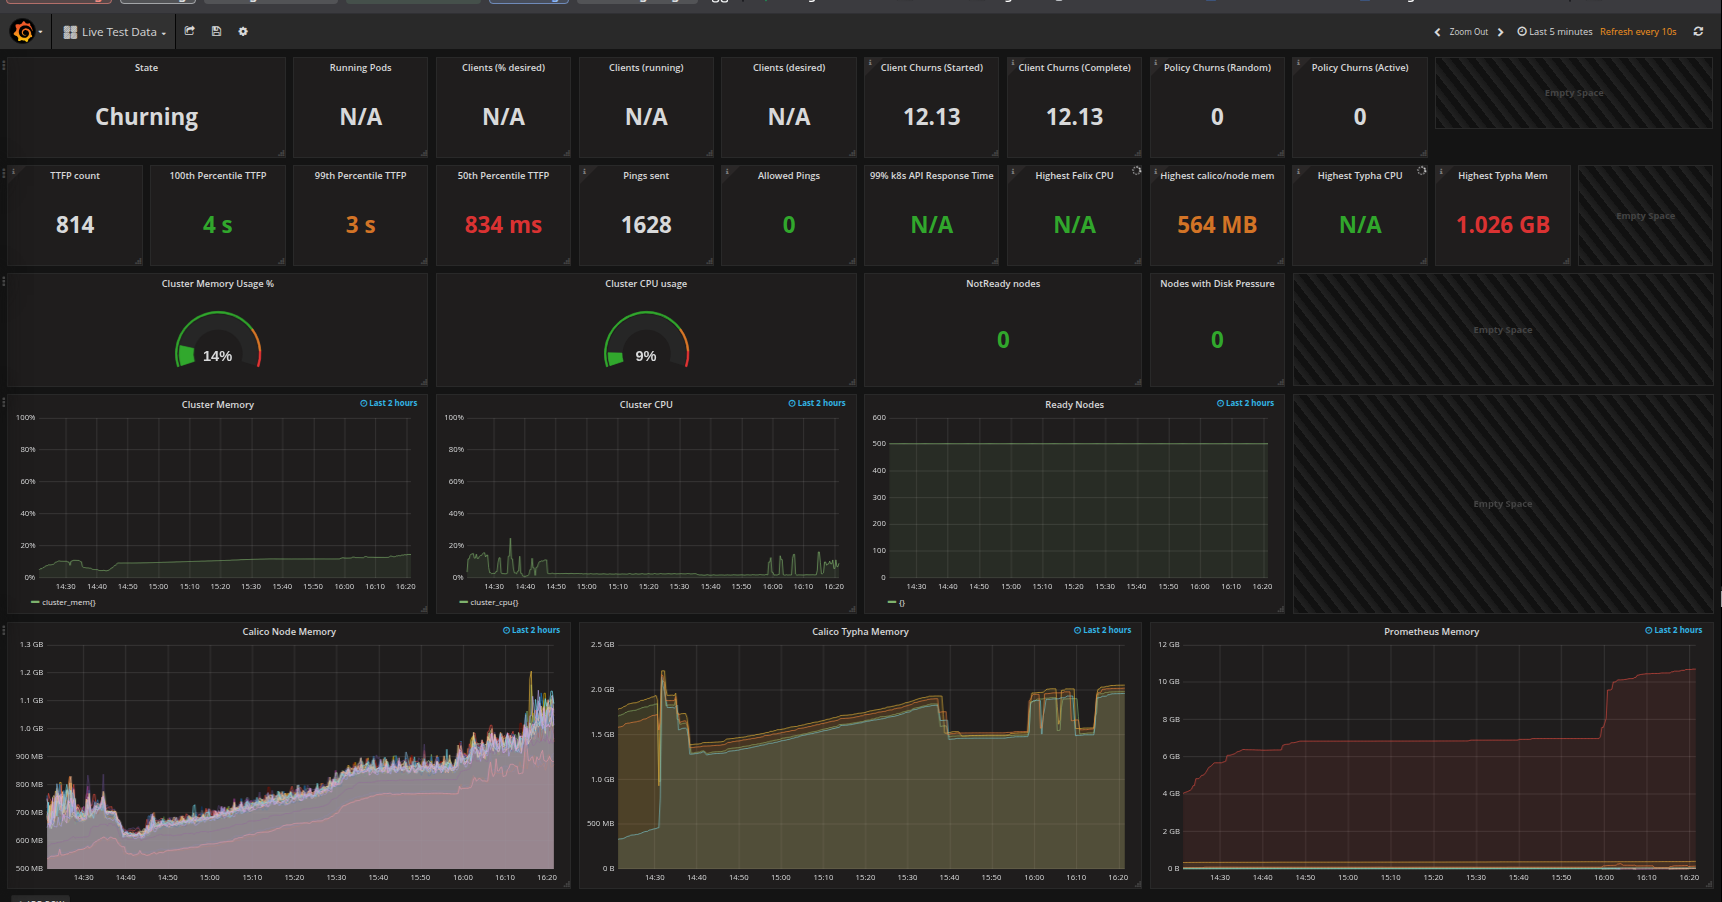 Live Test Data
Zoom Out
Last 5 minutes
Refresh every 10s
State
Running Pods
Clients (% desired)
Clients (running)
Clients (desired)
Client Churns (Started)
Client Churns (Complete)
Policy Churns (Random)
Policy Churns (Active)
Empty Space
Churning
N/A
N/A
N/A
N/A
12.13
12.13
0
0
TTFP count
100th Percentile TTFP
99th Percentile TTFP
50th Percentile TTFP
Pings sent
Allowed Pings
99% k8s API Response Time
Highest Felix CPU
Highest calico/node mem
Highest Typha CPU
Highest Typha Mem
Empty Space
814
4 s
3 s
834 ms
1628
0
N/A
N/A
564 MB
N/A
1.026 GB
Cluster Memory Usage %
14%
Cluster CPU usage
9%
NotReady nodes
0
Nodes with Disk Pressure
0
Empty Space
Cluster Memory
Last 2 hours
100%
80%
60%
40%
20%
0%
14:30 14:40 14:50 15:00 15:10 15:20 15:30 15:40 15:50 16:00 16:10 16:20
cluster_mem{}
Cluster CPU
Last 2 hours
100%
80%
60%
40%
20%
0%
14:30 14:40 14:50 15:00 15:10 15:20 15:30 15:40 15:50 16:00 16:10 16:20
cluster_cpu{}
Ready Nodes
Last 2 hours
600
500
400
300
200
100
0
14:30 14:40 14:50 15:00 15:10 15:20 15:30 15:40 15:50 16:00 16:10 16:20
{}
Empty Space
Calico Node Memory
Last 2 hours
1.3 GB
1.2 GB
1.1 GB
1.0 GB
900 MB
800 MB
700 MB
600 MB
500 MB
14:30 14:40 14:50 15:00 15:10 15:20 15:30 15:40 15:50 16:00 16:10 16:20
Calico Typha Memory
Last 2 hours
2.5 GB
2.0 GB
1.5 GB
1.0 GB
500 MB
0 B
14:30 14:40 14:50 15:00 15:10 15:20 15:30 15:40 15:50 16:00 16:10 16:20
Prometheus Memory
Last 2 hours
12 GB
10 GB
8 GB
6 GB
4 GB
2 GB
0 B
14:30 14:40 14:50 15:00 15:10 15:20 15:30 15:40 15:50 16:00 16:10 16:20